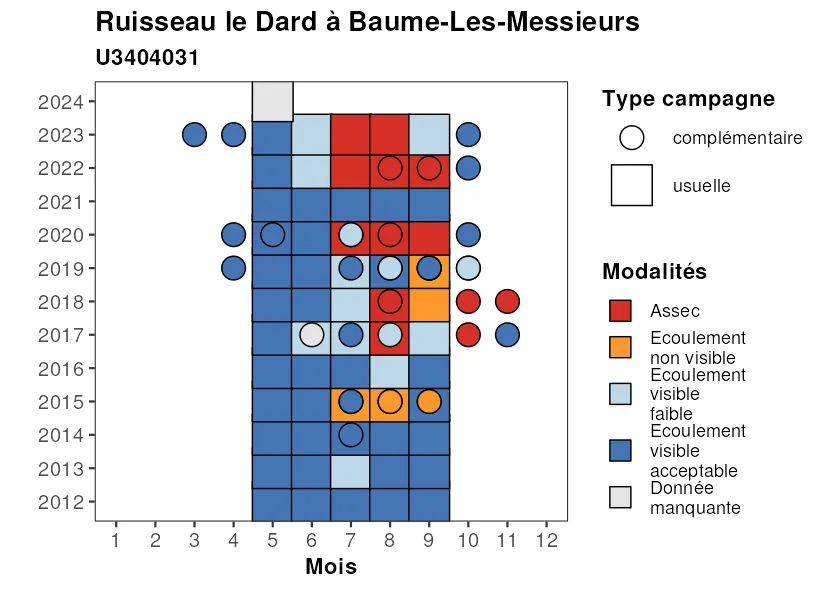 Ruisseau le Dard à Baume-Les-Messieurs
U3404031
2024
2023
2022
2021
2020
2019
2018
2017
2016
2015
2014
2013
2012
1 2 3 4 5 6 7 8 9 10 11 12
Mois
Type campagne
complémentaire
usuelle
Modalités
Assec
Ecoulement
non visible
Ecoulement
visible
faible
Ecoulement
visible
acceptable
Donnée
manquante